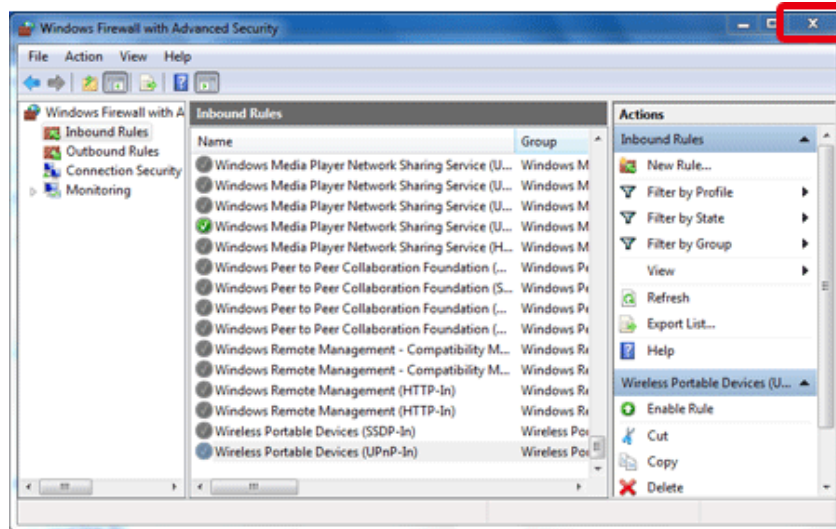 Windows Firewall with Advanced Security
File Action View Help
Windows Firewall with A
Inbound Rules
Outbound Rules
Connection Security
Monitoring
Inbound Rules
Name Group
Windows Media Player Network Sharing Service (U... Windows M
Windows Media Player Network Sharing Service (U... Windows M
Windows Media Player Network Sharing Service (U... Windows M
Windows Media Player Network Sharing Service (U... Windows M
Windows Media Player Network Sharing Service (H... Windows M
Windows Peer to Peer Collaboration Foundation (... Windows Pe
Windows Peer to Peer Collaboration Foundation (S... Windows Pe
Windows Peer to Peer Collaboration Foundation (... Windows Pe
Windows Peer to Peer Collaboration Foundation (... Windows Pe
Windows Remote Management - Compatibility M... Windows Re
Windows Remote Management - Compatibility M... Windows Re
Windows Remote Management (HTTP-In) Windows Re
Windows Remote Management (HTTP-In) Windows Re
Wireless Portable Devices (SSDP-In) Wireless Por
Wireless Portable Devices (UPnP-In) Wireless Por
Actions
Inbound Rules
New Rule...
Filter by Profile
Filter by State
Filter by Group
View
Refresh
Export List...
Help
Wireless Portable Devices (U...
Enable Rule
Cut
Copy
Delete